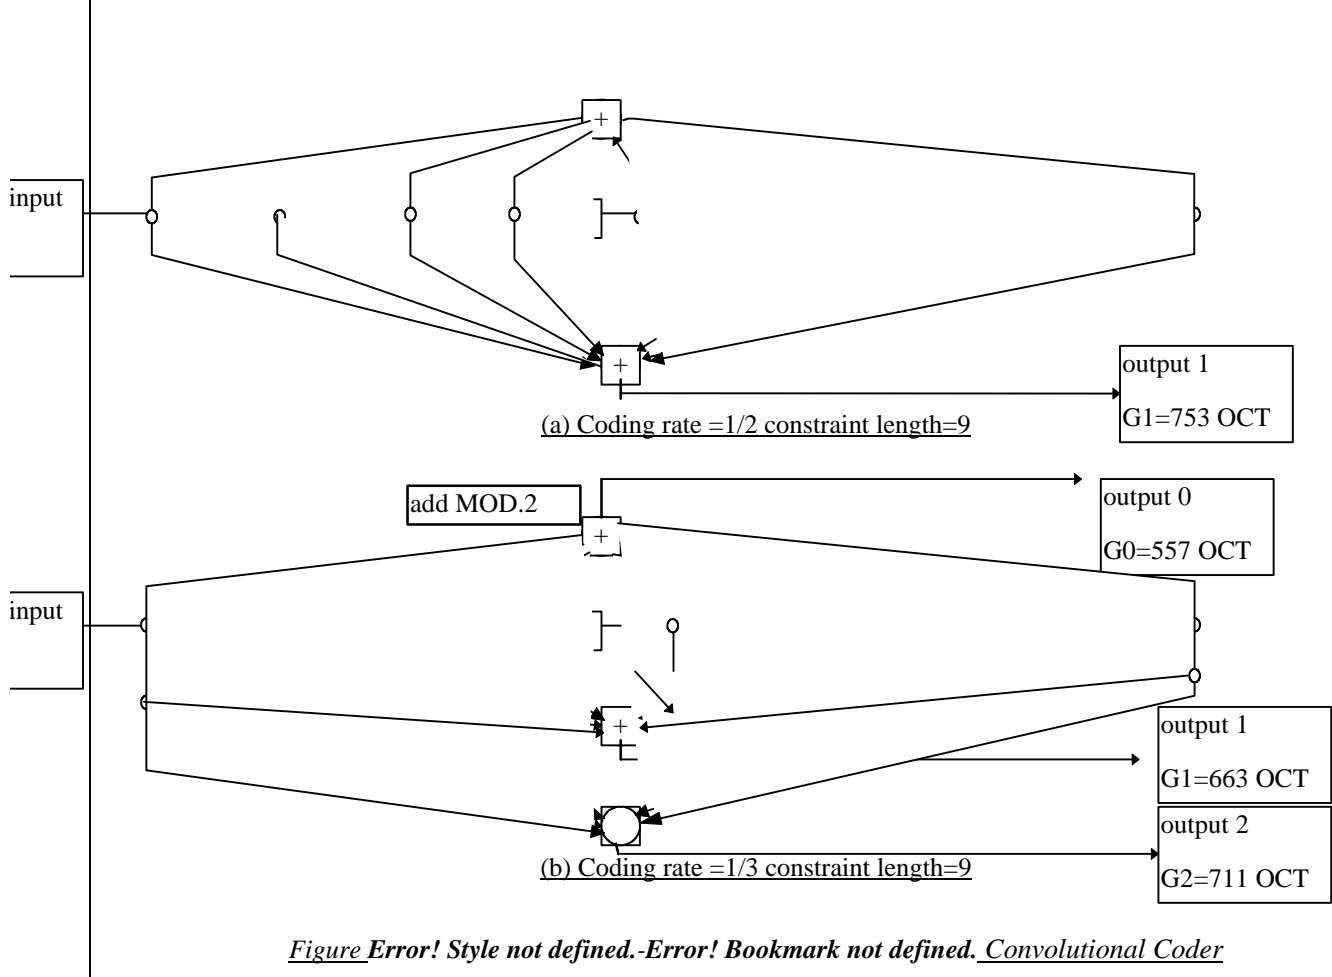 +
input
+
output 1
G1=753 OCT
(a) Coding rate =1/2 constraint length=9
add MOD.2
output 0
+
G0=557 OCT
input
+
output 1
G1=663 OCT
output 2
G2=711 OCT
(b) Coding rate =1/3 constraint length=9
Figure Error! Style not defined.-Error! Bookmark not defined. Convolutional Coder